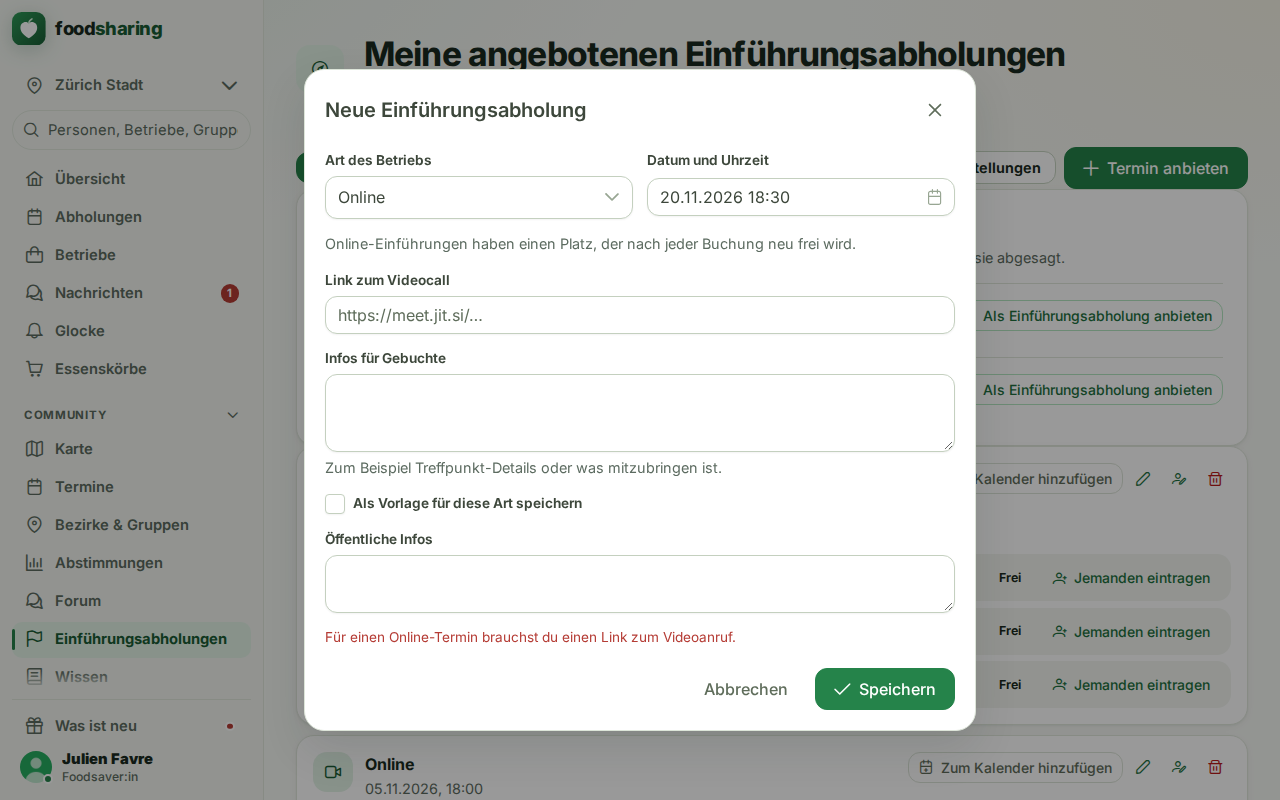 foodsharing
Zürich Stadt
Personen, Betriebe, Grupp
Übersicht
Abholungen
Betriebe
Nachrichten
1
Glocke
Essenskörbe
COMMUNITY
Karte
Termine
Bezirke & Gruppen
Abstimmungen
Forum
Einführungsabholungen
Wissen
Was ist neu
Julien Favre
Foodsaver:in
Meine angebotenen Einführungsabholungen
tellungen
Termin anbieten
sie abgesagt.
Als Einführungsabholung anbieten
Als Einführungsabholung anbieten
Kalender hinzufügen
Frei
Jemanden eintragen
Frei
Jemanden eintragen
Frei
Jemanden eintragen
Online
05.11.2026, 18:00
Zum Kalender hinzufügen
Neue Einführungsabholung
Art des Betriebs
Datum und Uhrzeit
Online
20.11.2026 18:30
Online-Einführungen haben einen Platz, der nach jeder Buchung neu frei wird.
Link zum Videocall
https://meet.jit.si/...
Infos für Gebuchte
Zum Beispiel Treffpunkt-Details oder was mitzubringen ist.
Als Vorlage für diese Art speichern
Öffentliche Infos
Für einen Online-Termin brauchst du einen Link zum Videoanruf.
Abbrechen
Speichern